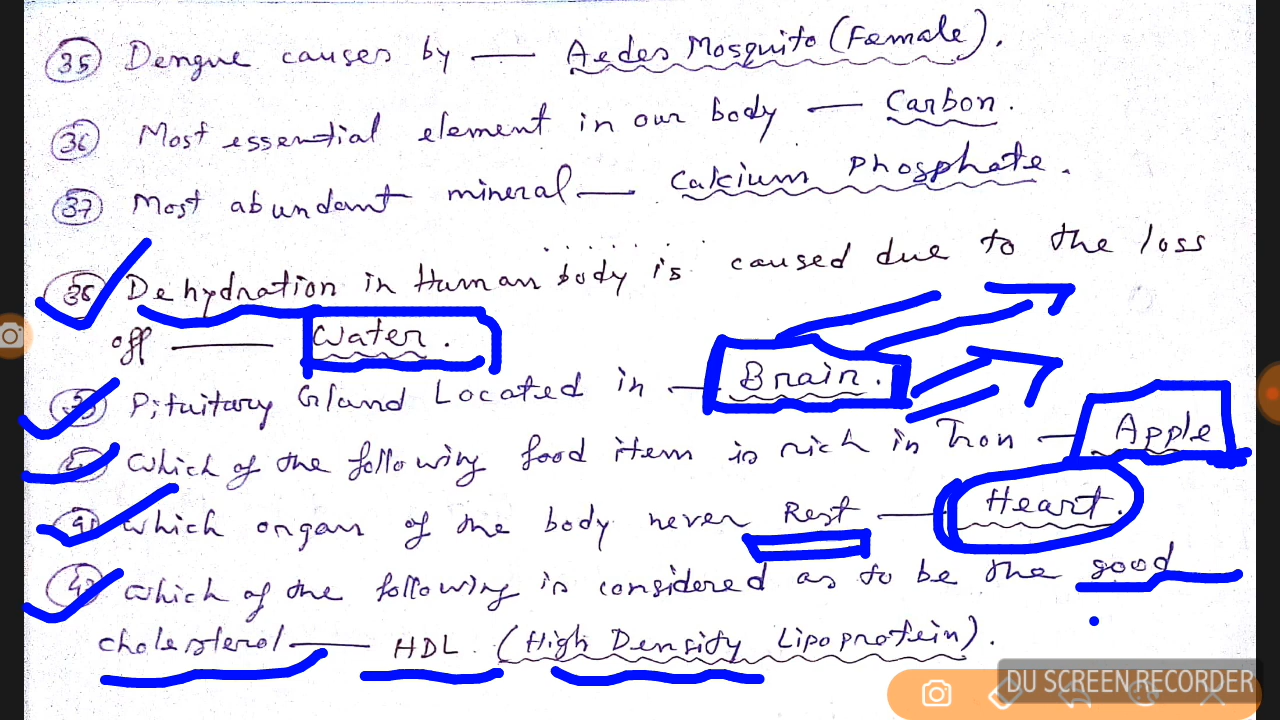 (35) Dengue causes by — Aedes Mosquito (Female).
(36) Most essential element in our body — Carbon.
(37) Most abundant mineral — Calcium Phosphate.
(38) Dehydration in Human body is caused due to the loss
off — Water.
Pituitary Gland Located in — Brain.
Which of the following food item is rich in Iron — Apple
(41) Which organ of the body never Rest — Heart.
Which of the following is considered as to be the good
cholesterol — HDL (High Density Lipoprotein).
DU SCREEN RECORDER